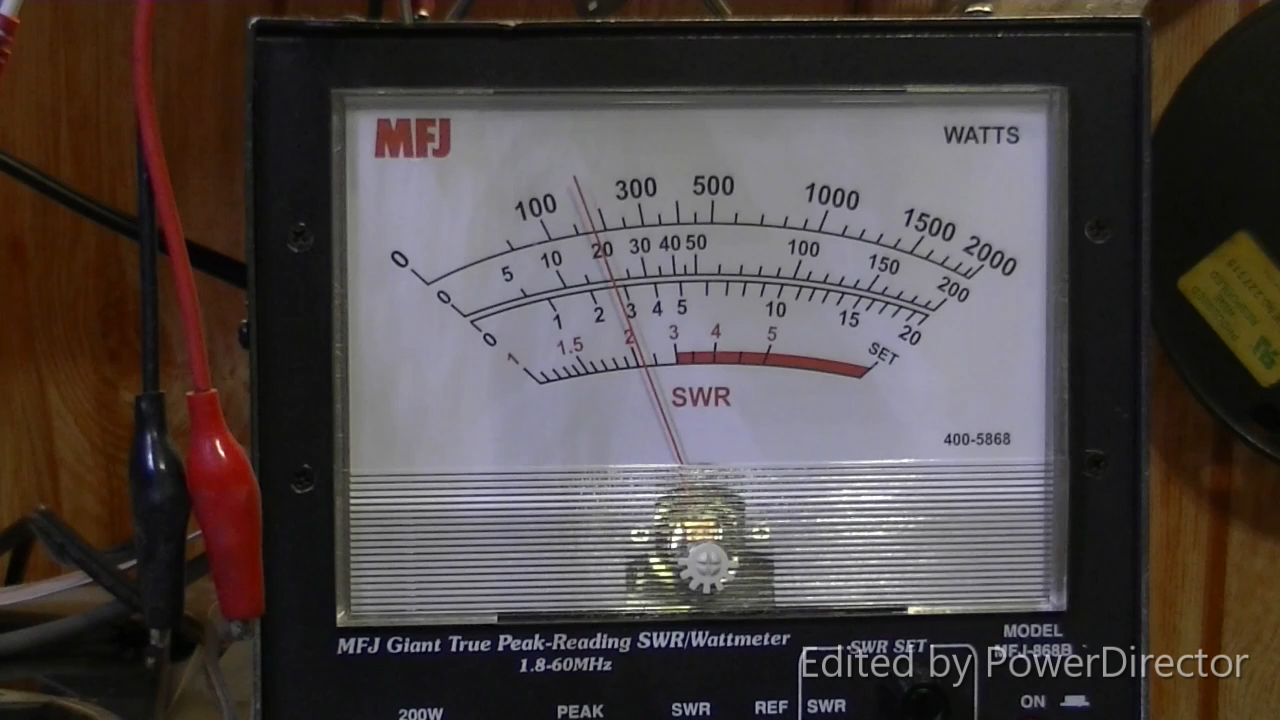 MFJ
WATTS
0 100 300 500 1000 1500 2000
0 5 10 20 30 40 50 100 150 200
0 1 2 3 4 5 10 15 20
1 1.5 2 3 4 5 SET
SWR
400-5868
MFJ Giant True Peak-Reading SWR/Wattmeter
1.8-60MHz
SWR SET
MODEL
MFJ-868B
Edited by PowerDirector
200W PEAK SWR REF SWR ON